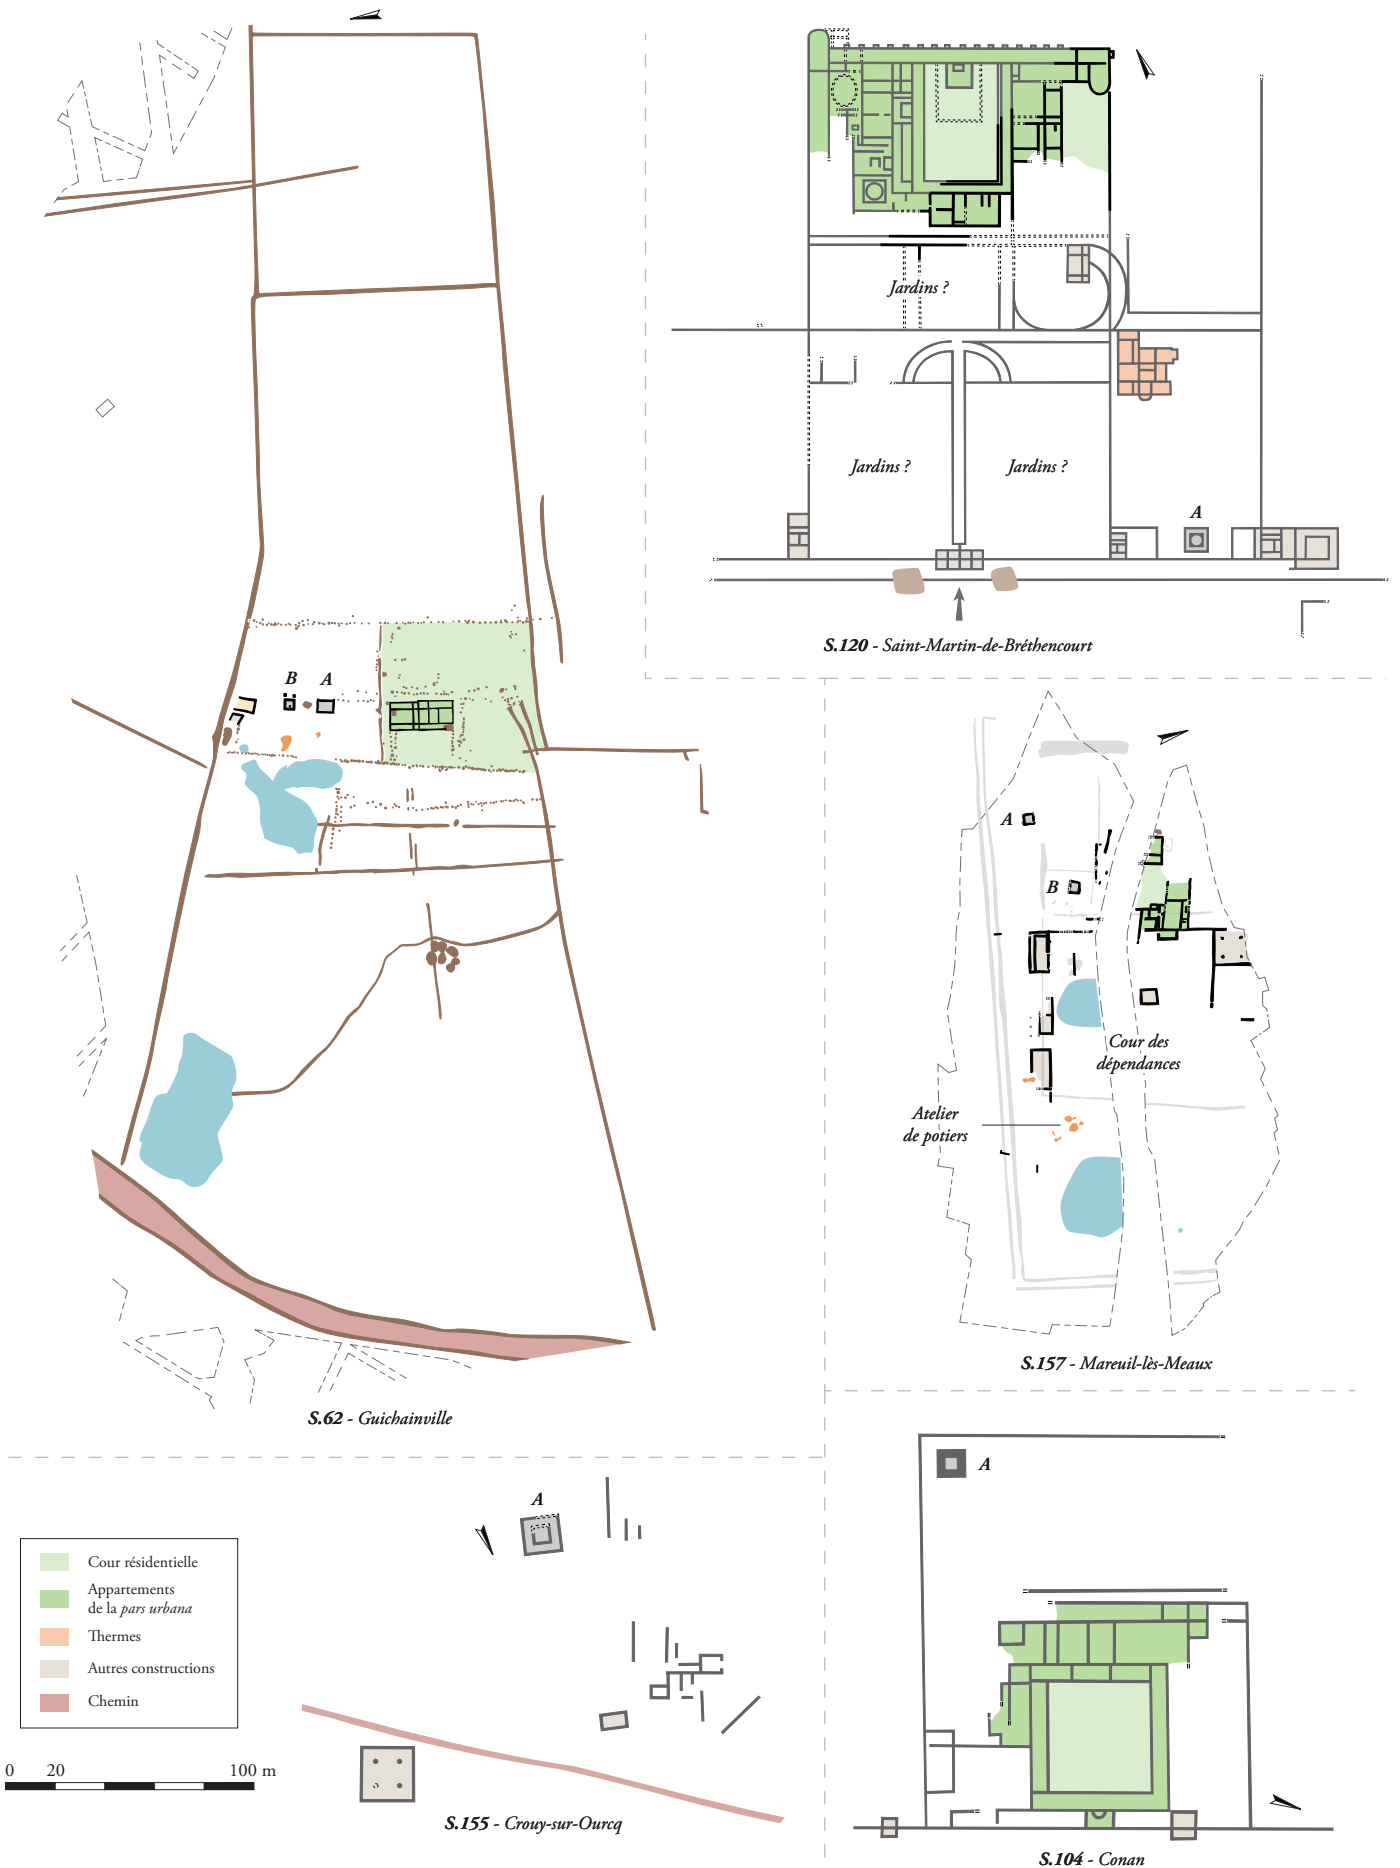 B A
S.62 - Guichainville
Jardins ?
Jardins ?
Jardins ?
A
S.120 - Saint-Martin-de-Bréthencourt
A
B
Cour des
dépendances
Atelier
de potiers
S.157 - Mareuil-lès-Meaux
A
S.155 - Crouy-sur-Ourcq
A
S.104 - Conan
Cour résidentielle
Appartements
de la pars urbana
Thermes
Autres constructions
Chemin
0 20 100 m